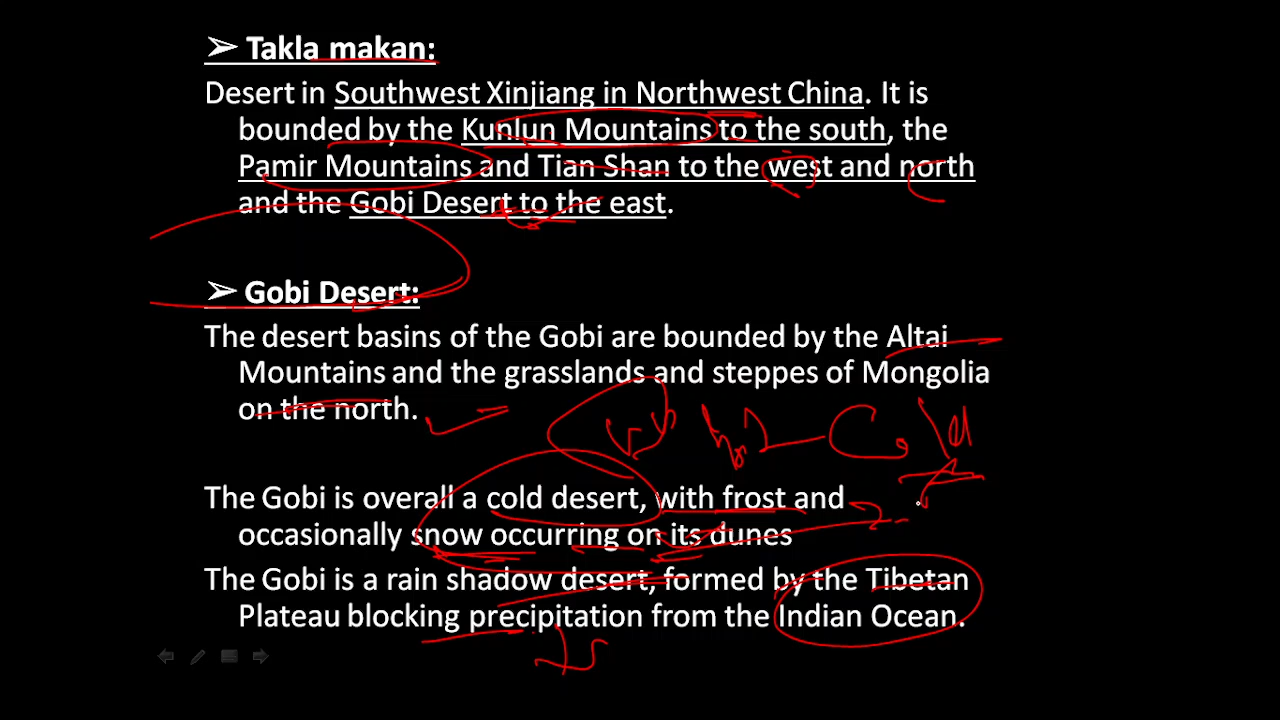 ➢ Takla makan:
Desert in Southwest Xinjiang in Northwest China. It is
bounded by the Kunlun Mountains to the south, the
Pamir Mountains and Tian Shan to the west and north
and the Gobi Desert to the east.
➢ Gobi Desert:
The desert basins of the Gobi are bounded by the Altai
Mountains and the grasslands and steppes of Mongolia
on the north.
Cold
The Gobi is overall a cold desert, with frost and
occasionally snow occurring on its dunes
The Gobi is a rain shadow desert, formed by the Tibetan
Plateau blocking precipitation from the Indian Ocean.